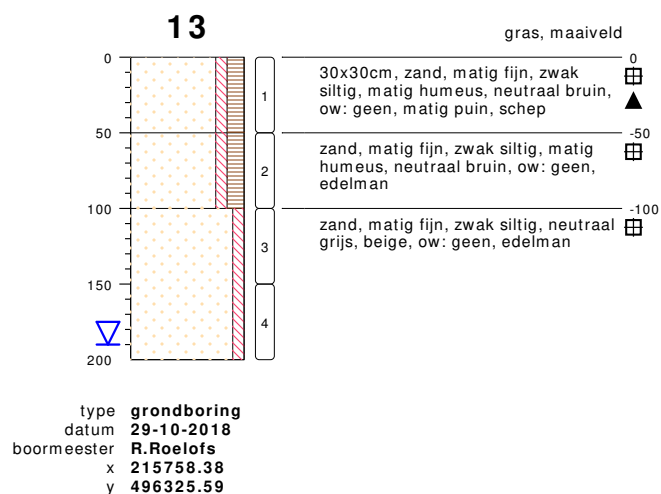 13
gras, maaiveld
0
0
30x30cm, zand, matig fijn, zwak
siltig, matig humeus, neutraal bruin,
ow: geen, matig puin, schep
1
50
-50
zand, matig fijn, zwak siltig, matig
humeus, neutraal bruin, ow: geen,
edelman
2
100
-100
zand, matig fijn, zwak siltig, neutraal
grijs, beige, ow: geen, edelman
3
150
4
200
type grondboring
datum 29-10-2018
boormeester R.Roelofs
x 215758.38
y 496325.59